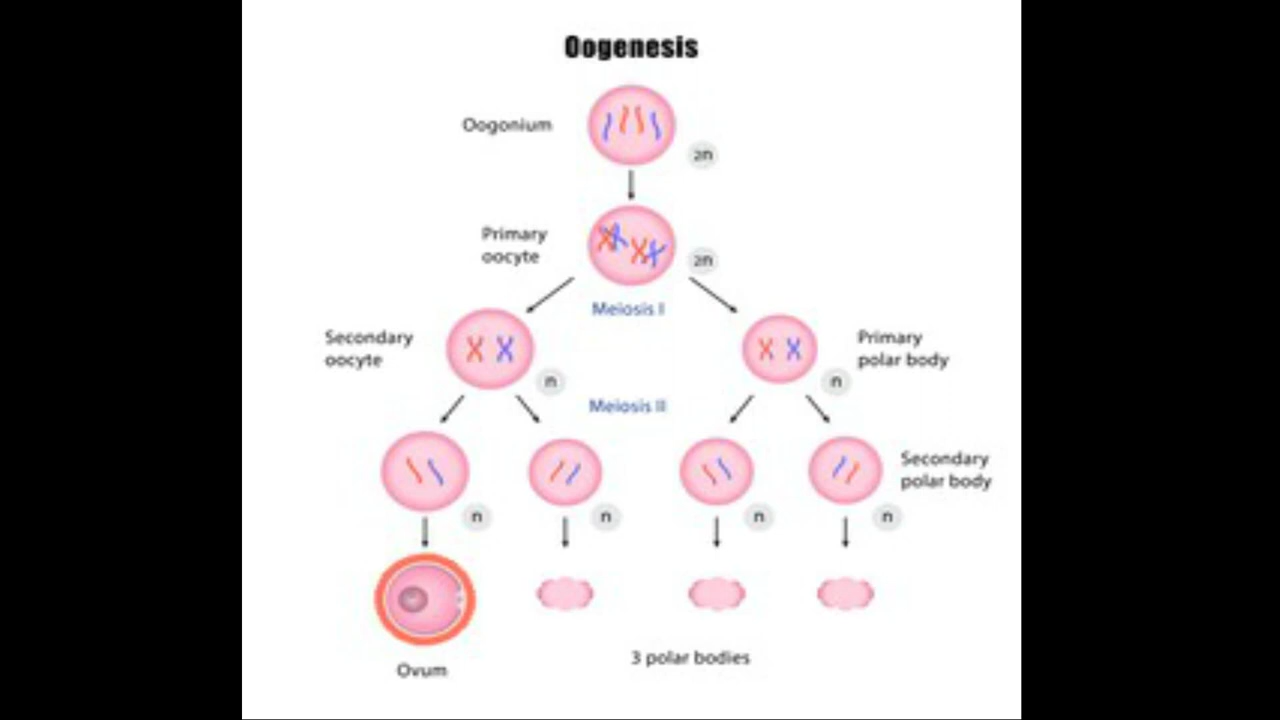 Oogenesis
Oogonium
2n
Primary
oocyte
2n
Meiosis I
Secondary
oocyte
n
Primary
polar body
n
Meiosis II
Secondary
polar body
n
n
n
n
Ovum
3 polar bodies